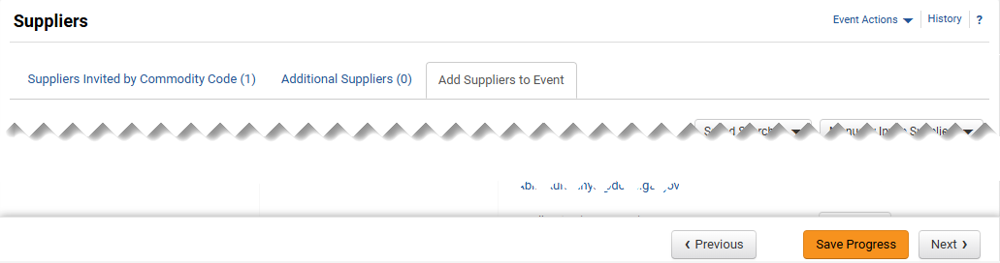 Suppliers
Event Actions History ?
Suppliers Invited by Commodity Code (1) Additional Suppliers (0) Add Suppliers to Event
‹ Previous Save Progress Next ›